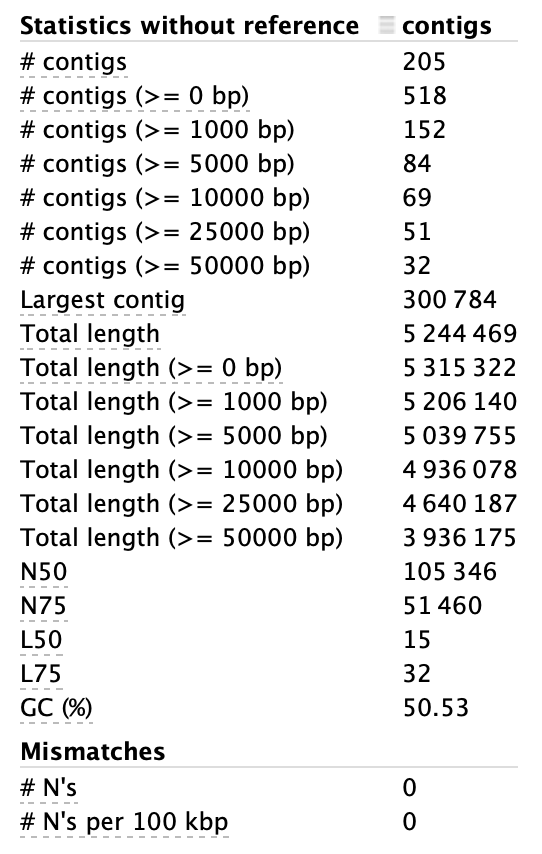 Statistics without reference contigs
# contigs 205
# contigs (>= 0 bp) 518
# contigs (>= 1000 bp) 152
# contigs (>= 5000 bp) 84
# contigs (>= 10000 bp) 69
# contigs (>= 25000 bp) 51
# contigs (>= 50000 bp) 32
Largest contig 300 784
Total length 5 244 469
Total length (>= 0 bp) 5 315 322
Total length (>= 1000 bp) 5 206 140
Total length (>= 5000 bp) 5 039 755
Total length (>= 10000 bp) 4 936 078
Total length (>= 25000 bp) 4 640 187
Total length (>= 50000 bp) 3 936 175
N50 105 346
N75 51 460
L50 15
L75 32
GC (%) 50.53
Mismatches
# N's 0
# N's per 100 kbp 0